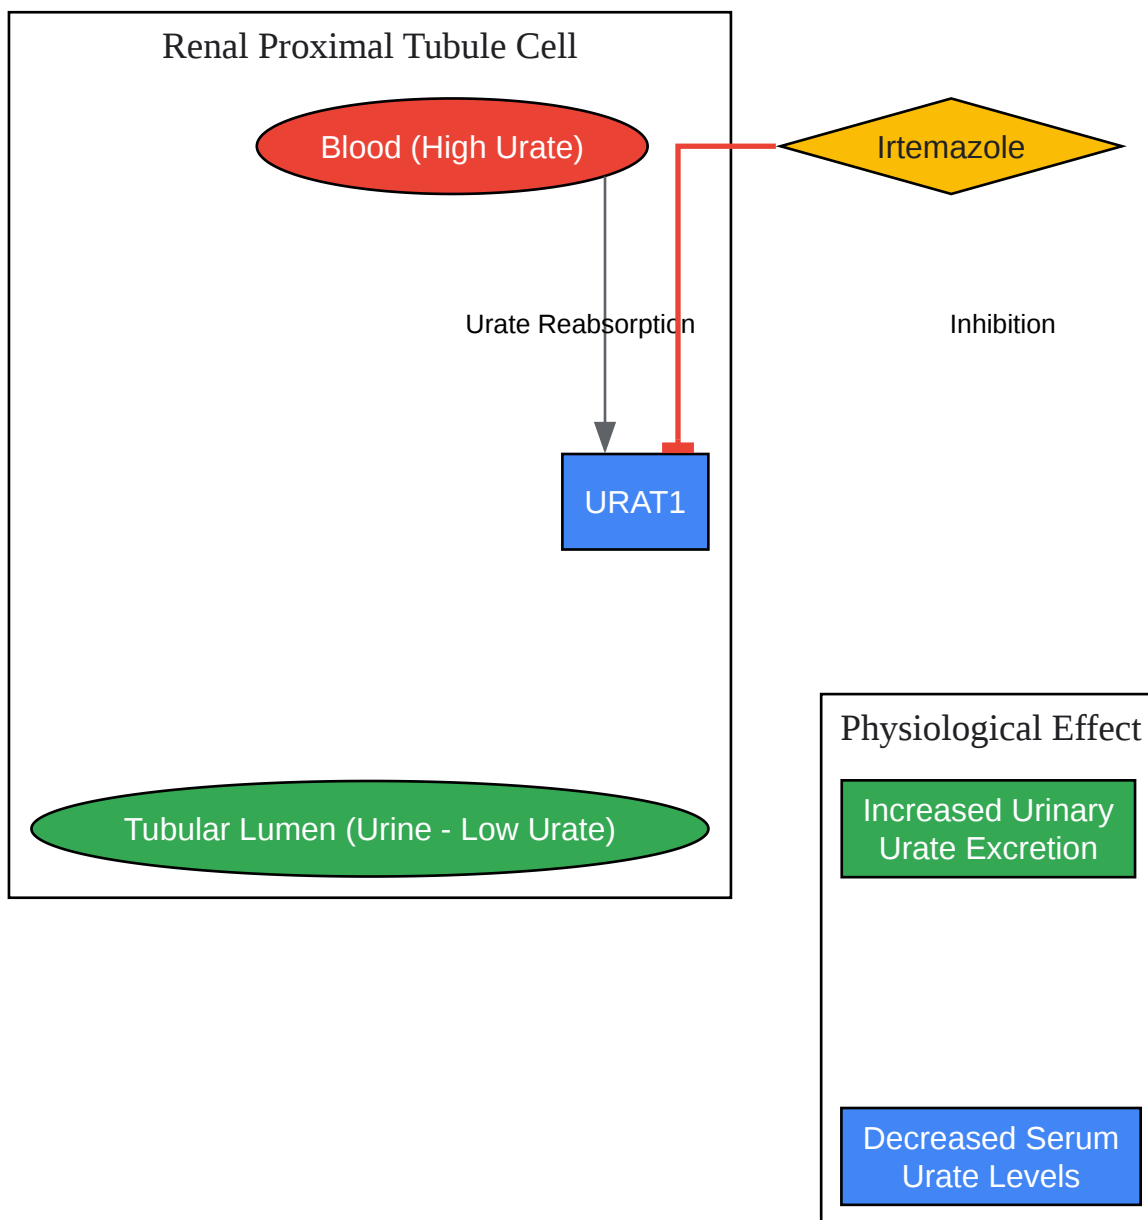 Renal Proximal Tubule Cell
Blood (High Urate)
Irtemazole
Urate Reabsorption
Inhibition
URAT1
Physiological Effect
Tubular Lumen (Urine - Low Urate)
Increased Urinary
Urate Excretion
Decreased Serum
Urate Levels